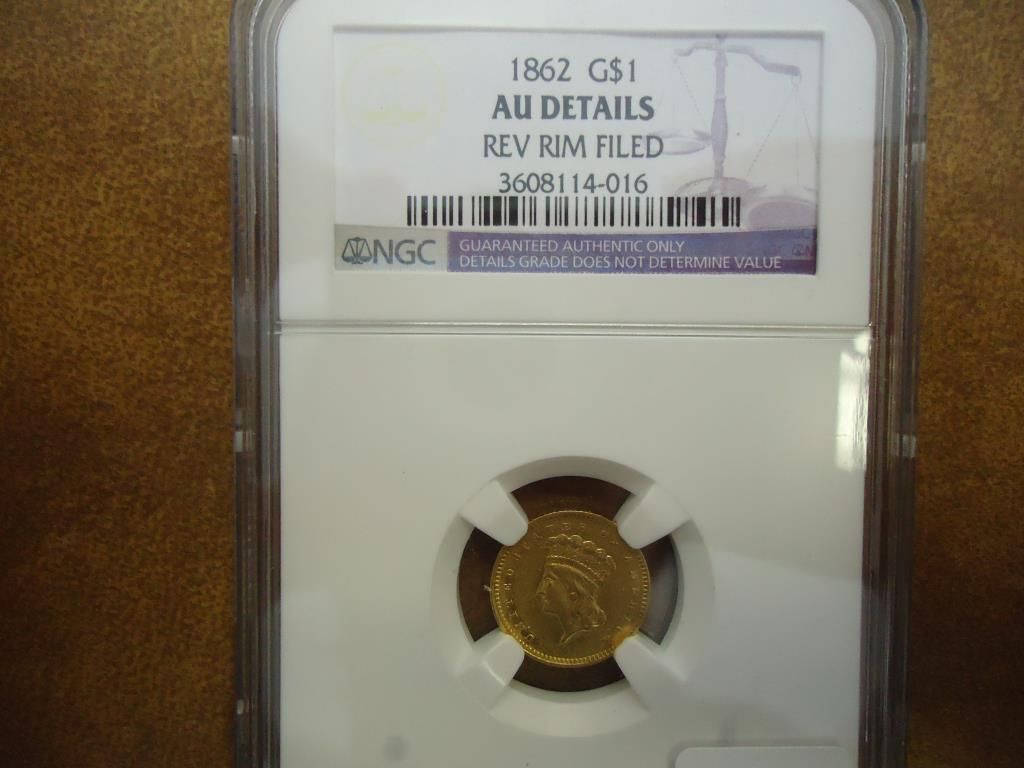 1862 G$1
AU DETAILS
REV RIM FILED
3608114-016
NGC
GUARANTEED AUTHENTIC ONLY
DETAILS GRADE DOES NOT DETERMINE VALUE